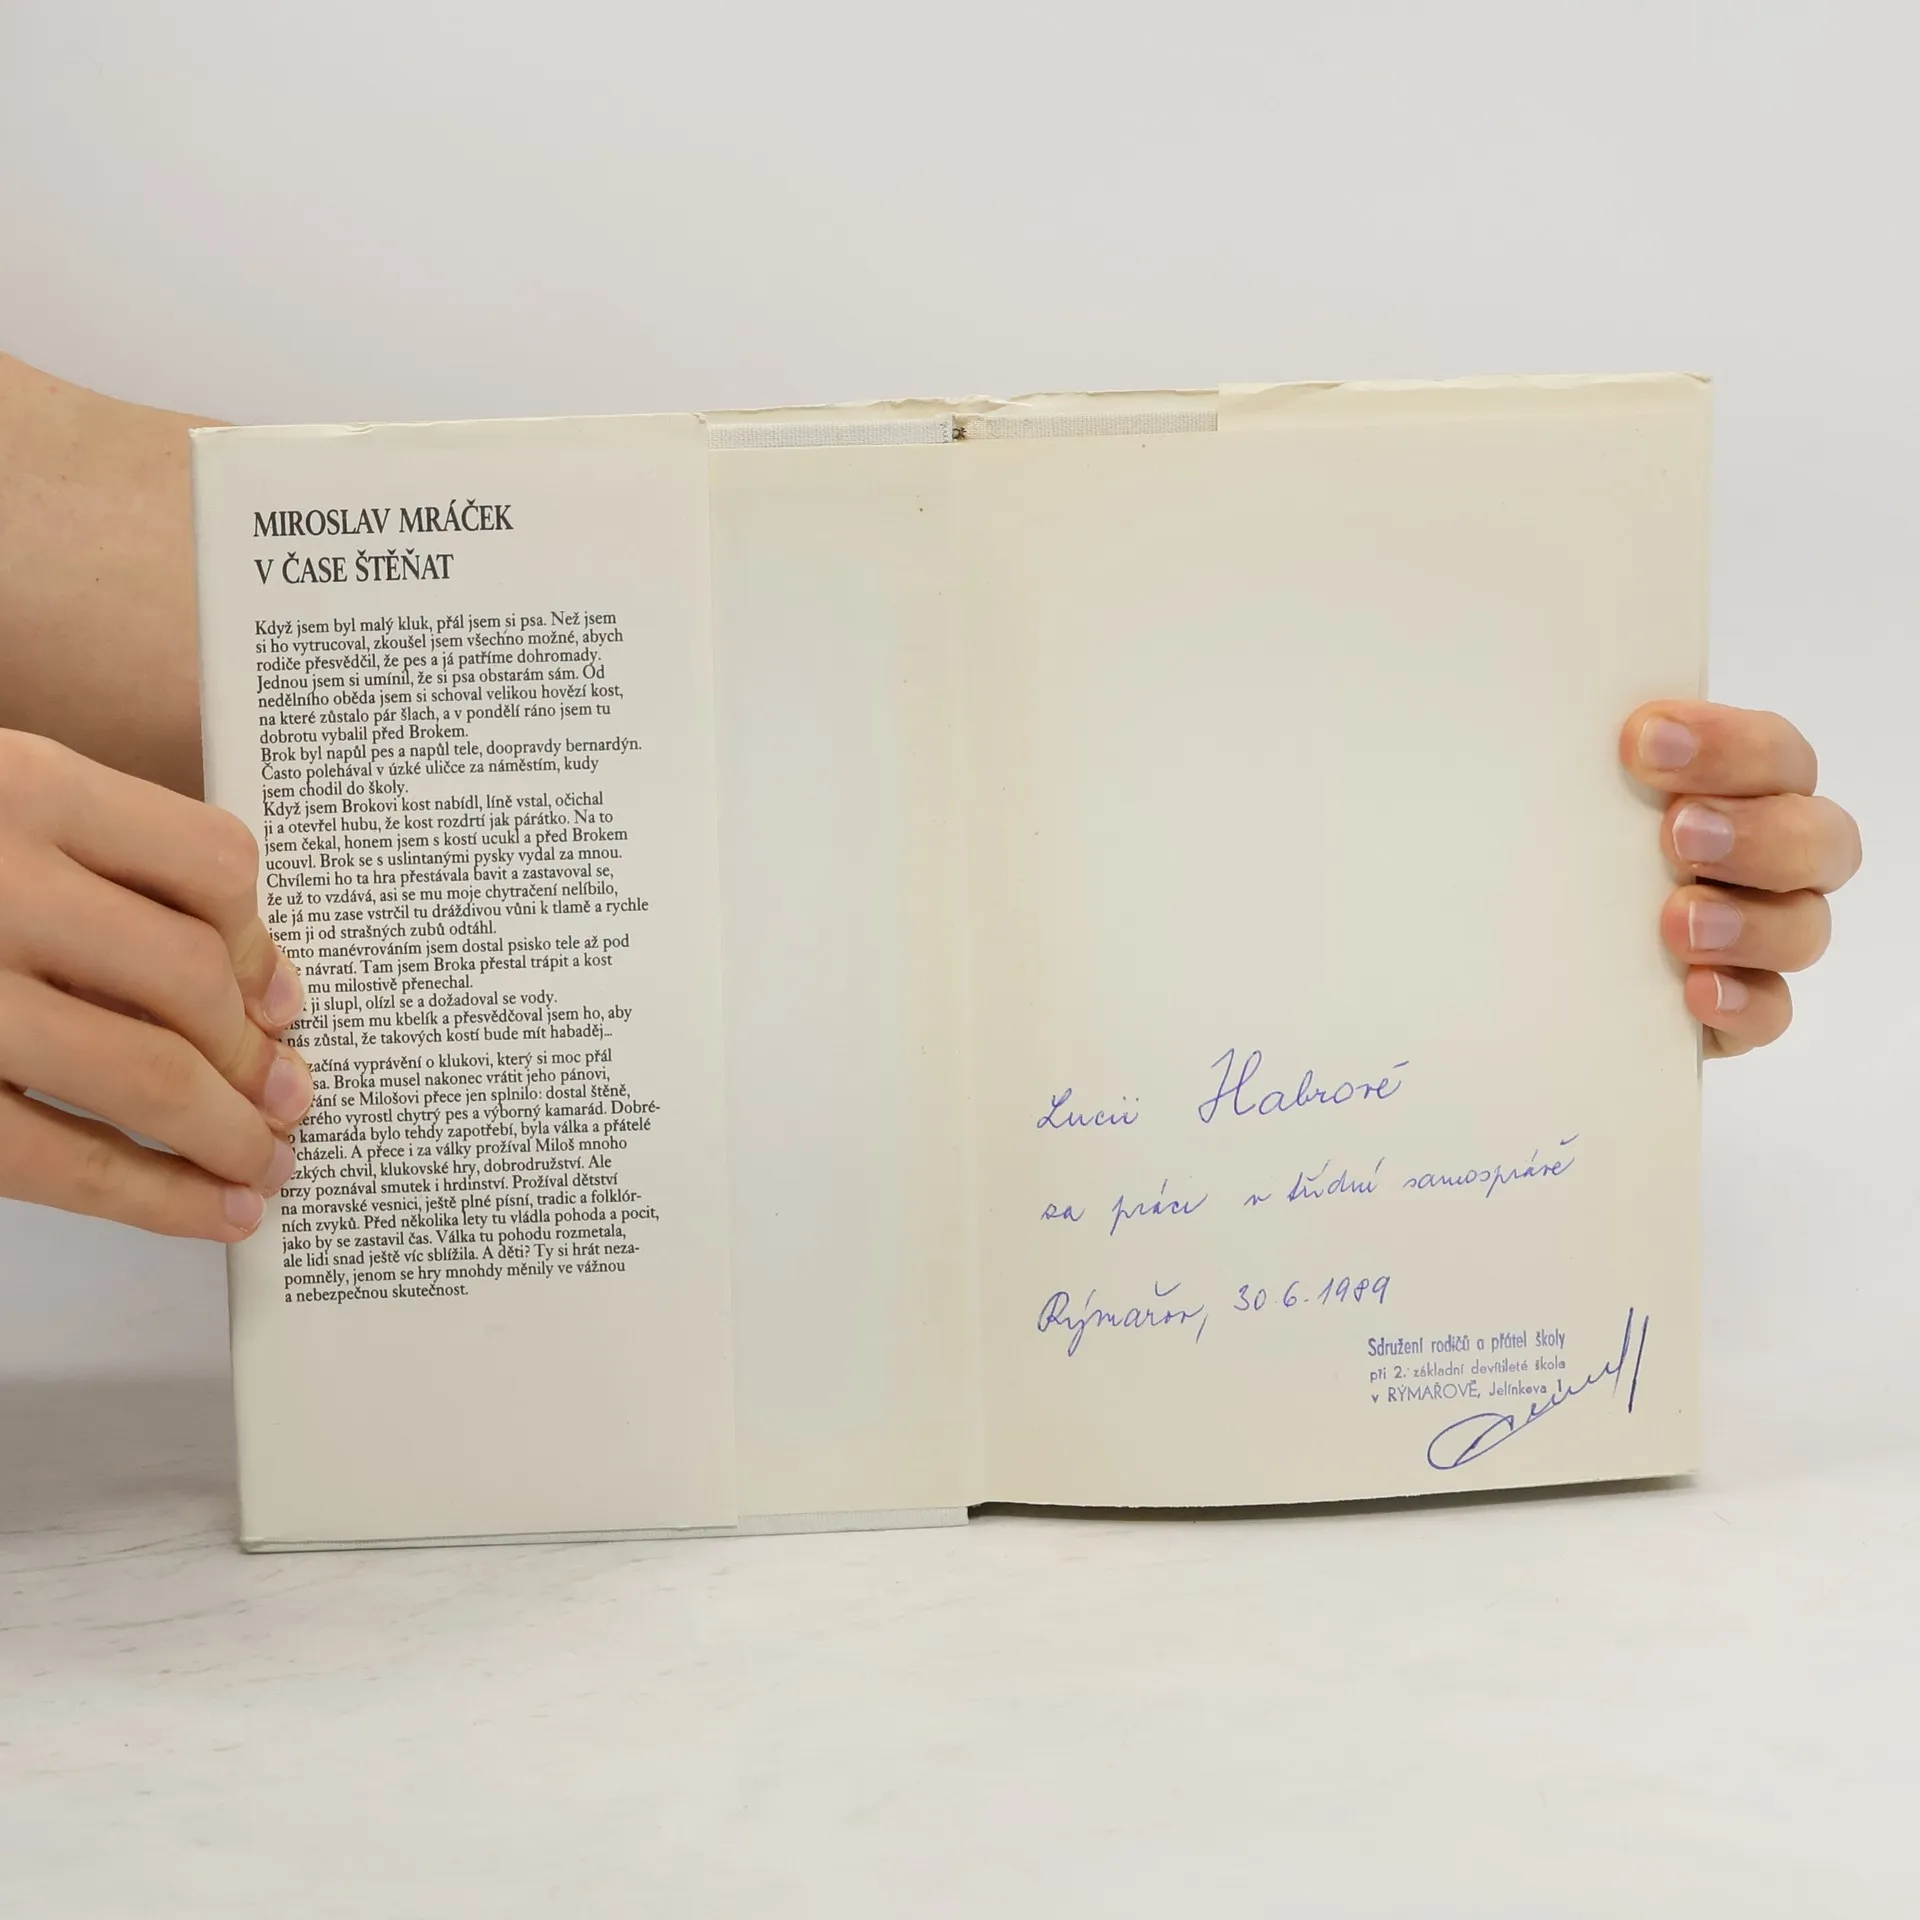 MIROSLAV MRÁČEK
V ČASE ŠTĚŇAT
Když jsem byl malý kluk, přál jsem si psa. Než jsem
si ho vytrucoval, zkoušel jsem všechno možné, abych
rodiče přesvědčil, že pes a já patříme dohromady.
Jednou jsem si umínil, že si psa obstarám sám. Od
nedělního oběda jsem si schoval velikou hovězí kost,
na které zůstalo pár šlach, a v pondělí ráno jsem tu
dobrotu vybalil před Brokem.
Brok byl napůl pes a napůl tele, doopravdy bernardýn.
Často polehával v úzké uličce za náměstím, kudy
jsem chodil do školy.
Když jsem Brokovi kost nabídl, líně vstal, očichal
ji a otevřel hubu, že kost rozdrtí jak párátko. Na to
jsem čekal, honem jsem s kostí ucukl a před Brokem
ucouvl. Brok se s uslintanými pysky vydal za mnou.
Chvílemi ho ta hra přestávala bavit a zastavoval se,
že už to vzdává, asi se mu moje chytračení nelíbilo,
ale já mu zase vstrčil tu dráždivou vůni k tlamě a rychle
jsem ji od strašných zubů odtáhl.
ímto manévrováním jsem dostal psisko tele až pod
e návratí. Tam jsem Broka přestal trápit a kost
mu milostivě přenechal.
ji slupl, olízl se a dožadoval se vody.
strčil jsem mu kbelík a přesvědčoval jsem ho, aby
nás zůstal, že takových kostí bude mít habaděj...
začíná vyprávění o klukovi, který si moc přál
sa. Broka musel nakonec vrátit jeho pánovi,
rání se Milošovi přece jen splnilo: dostal štěně,
erého vyrostl chytrý pes a výborný kamarád. Dobré-
o kamaráda bylo tehdy zapotřebí, byla válka a přátelé
cházeli. A přece i za války prožíval Miloš mnoho
ezkých chvil, klukovské hry, dobrodružství. Ale
brzy poznával smutek i hrdinství. Prožíval dětství
na moravské vesnici, ještě plné písní, tradic a folklór-
ních zvyků. Před několika lety tu vládla pohoda a pocit,
jako by se zastavil čas. Válka tu pohodu rozmetala,
ale lidi snad ještě víc sblížila. A děti? Ty si hrát neza-
pomněly, jenom se hry mnohdy měnily ve vážnou
a nebezpečnou skutečnost.
Lucii Habrové
za práci v třídní samosprávě
Rýmařov, 30.6.1989
Sdružení rodičů a přátel školy
při 2. základní devítileté škole
v RÝMAŘOVĚ, Jelínkova 1